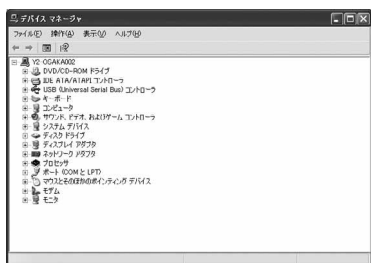 デバイス マネージャ
ファイル(F) 操作(A) 表示(V) ヘルプ(H)
Y2 OGAKA002
DVD/CD-ROM ドライブ
IDE ATA/ATAPI コントローラ
USB (Universal Serial Bus) コントローラ
キーボード
コンピュータ
サウンド、ビデオ、およびゲーム コントローラ
システム デバイス
ディスク ドライブ
ディスプレイ アダプタ
ネットワーク アダプタ
プロセッサ
ポート (COM と LPT)
マウスとそのほかのポインティング デバイス
モデム
モニタ